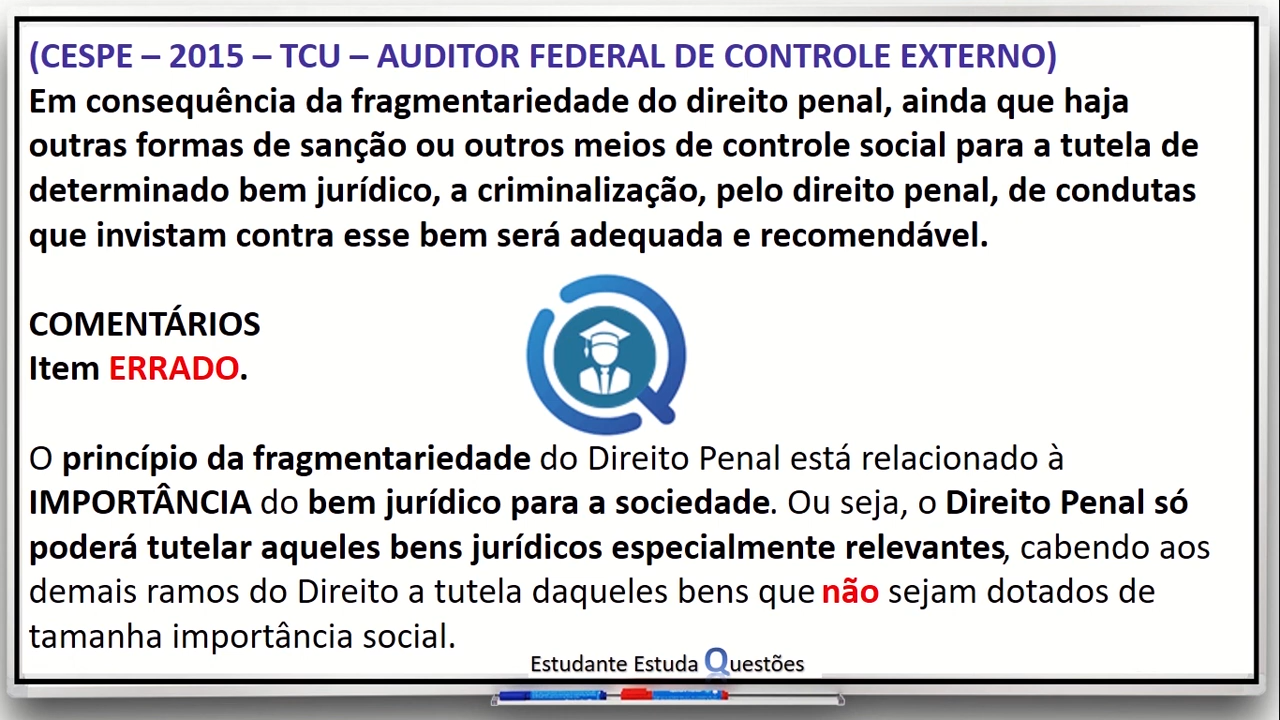 (CESPE – 2015 – TCU – AUDITOR FEDERAL DE CONTROLE EXTERNO)
Em consequência da fragmentariedade do direito penal, ainda que haja
outras formas de sanção ou outros meios de controle social para a tutela de
determinado bem jurídico, a criminalização, pelo direito penal, de condutas
que invistam contra esse bem será adequada e recomendável.
COMENTÁRIOS
Item ERRADO.
O princípio da fragmentariedade do Direito Penal está relacionado à
IMPORTÂNCIA do bem jurídico para a sociedade. Ou seja, o Direito Penal só
poderá tutelar aqueles bens jurídicos especialmente relevantes, cabendo aos
demais ramos do Direito a tutela daqueles bens que não sejam dotados de
tamanha importância social.
Estudante Estuda Questões